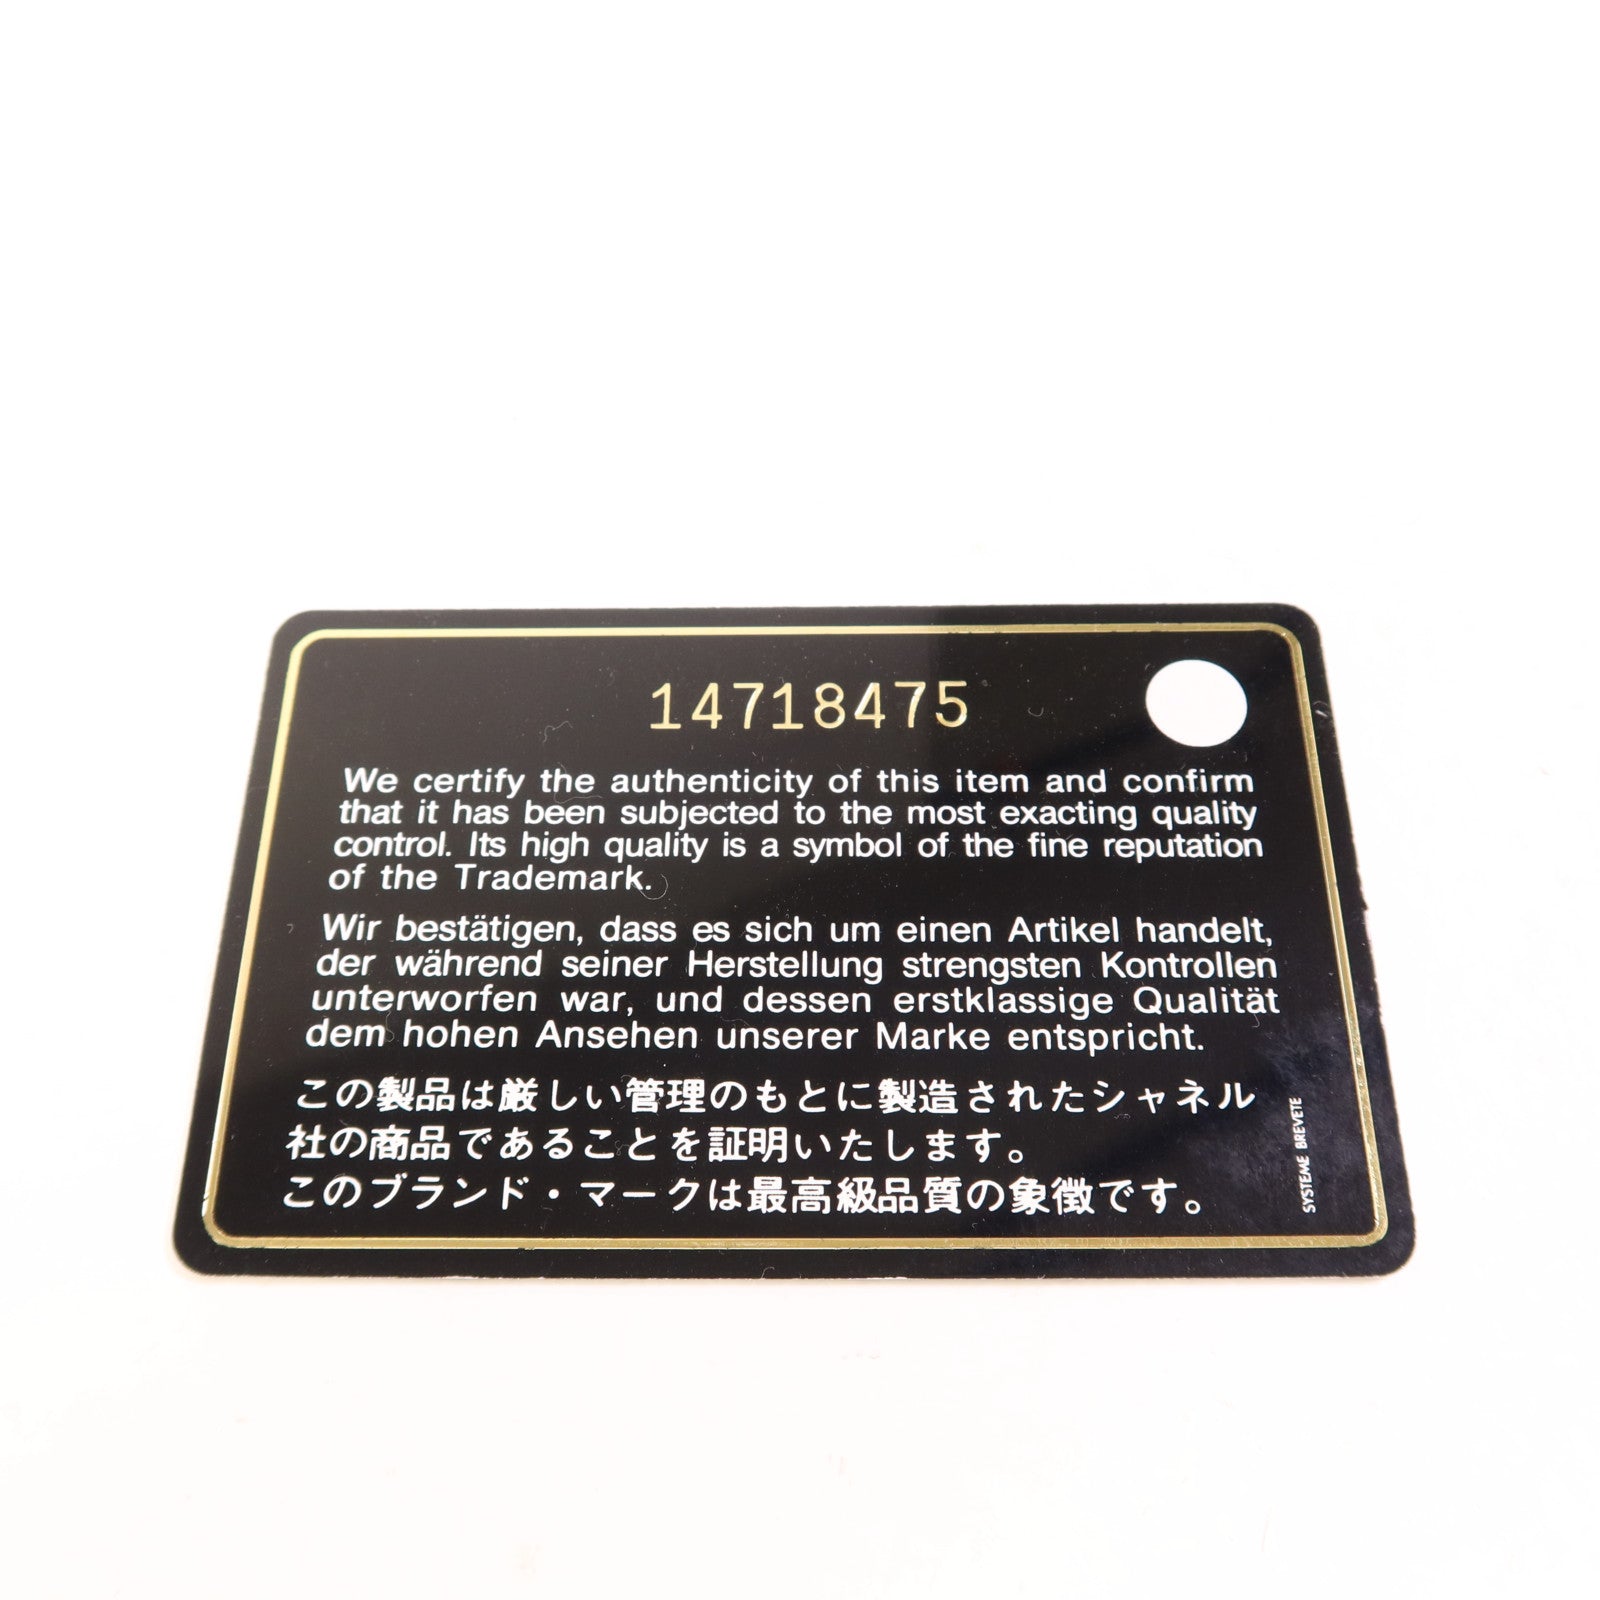 14718475
We certify the authenticity of this item and confirm
that it has been subjected to the most exacting quality
control. Its high quality is a symbol of the fine reputation
of the Trademark.
Wir bestätigen, dass es sich um einen Artikel handelt,
der während seiner Herstellung strengsten Kontrollen
unterworfen war, und dessen erstklassige Qualität
dem hohen Ansehen unserer Marke entspricht.
この製品は厳しい管理のもとに製造されたシャネル
社の商品であることを証明いたします。
このブランド・マークは最高級品質の象徴です。
SYSTEME BREVETE